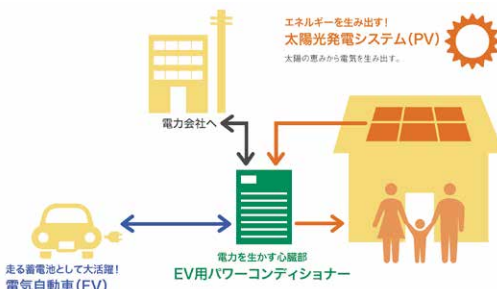 エネルギーを生み出す!
太陽光発電システム(PV)
太陽の恵みから電気を生み出す。
電力会社へ
電力を生かす心臓部
EV用パワーコンディショナー
走る蓄電池として大活躍!
電気自動車(EV)